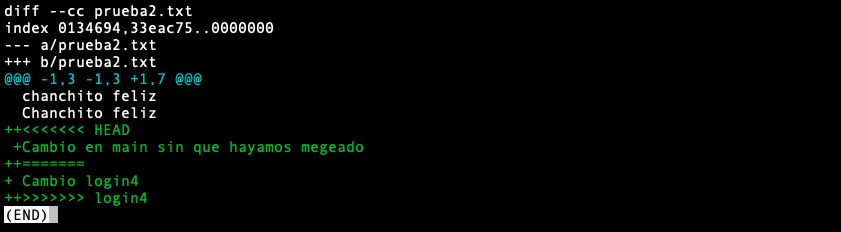 diff --cc prueba2.txt
index 0134694,33eac75..0000000
--- a/prueba2.txt
+++ b/prueba2.txt
@@@ -1,3 -1,3 +1,7 @@@
  chanchito feliz
  Chanchito feliz
++<<<<<<< HEAD
 +Cambio en main sin que hayamos megeado
++=======
+ Cambio login4
++>>>>>>> login4
(END)